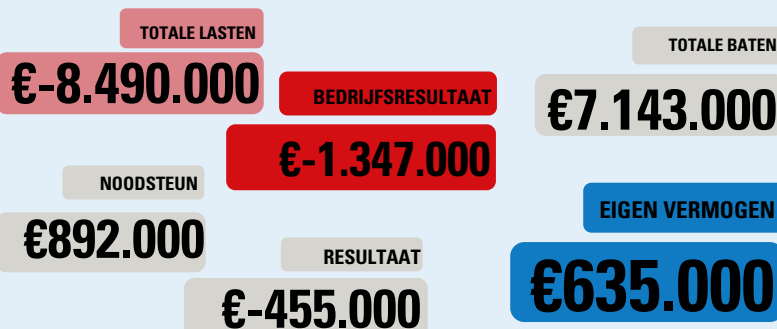 TOTALE LASTEN
€-8.490.000
BEDRIJFSRESULTAAT
€-1.347.000
TOTALE BATEN
€7.143.000
NOODSTEUN
€892.000
RESULTAAT
€-455.000
EIGEN VERMOGEN
€635.000